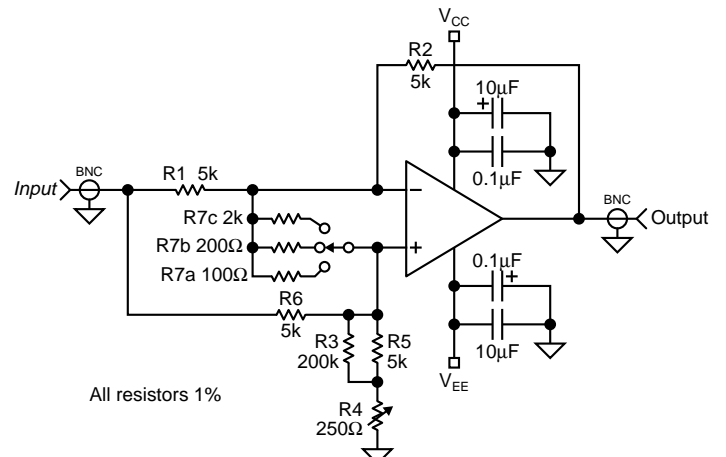 V_CC
R2
5k
10μF
+
0.1μF
BNC
Input
R1 5k
−
BNC
Output
R7c 2k
R7b 200Ω
+
R7a 100Ω
0.1μF
+
R6
5k
R3
200k
R5
5k
10μF
V_EE
All resistors 1%
R4
250Ω